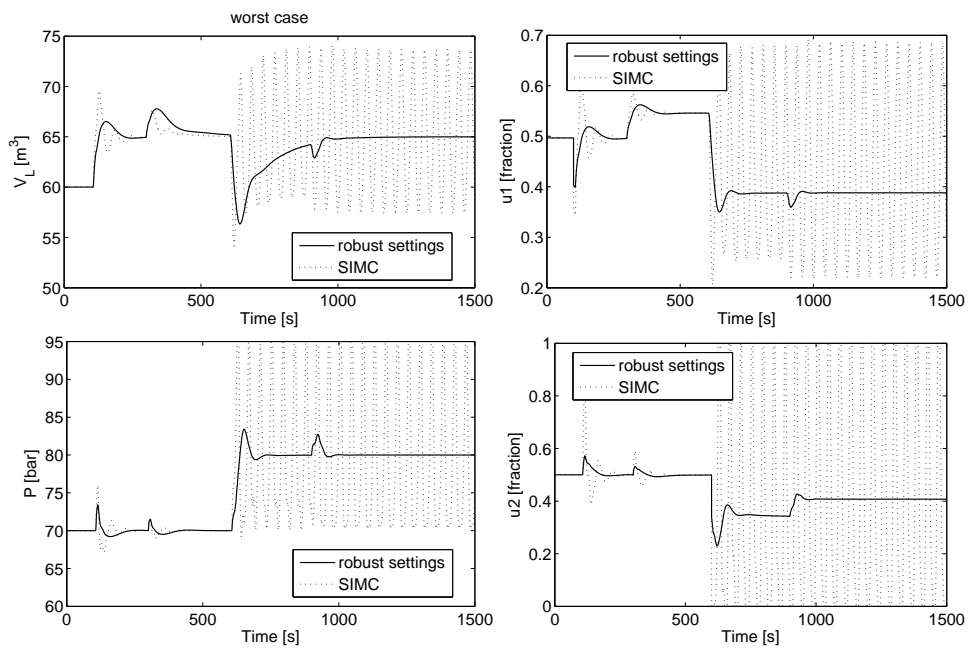 worst case
75
70
65
60
55
50
V_L [m³]
robust settings
SIMC
0
500
1000
1500
Time [s]
0.7
0.6
0.5
0.4
0.3
0.2
u1 [fraction]
robust settings
SIMC
0
500
1000
1500
Time [s]
95
90
85
80
75
70
65
60
P [bar]
robust settings
SIMC
0
500
1000
1500
Time [s]
1
0.8
0.6
0.4
0.2
0
u2 [fraction]
robust settings
SIMC
0
500
1000
1500
Time [s]